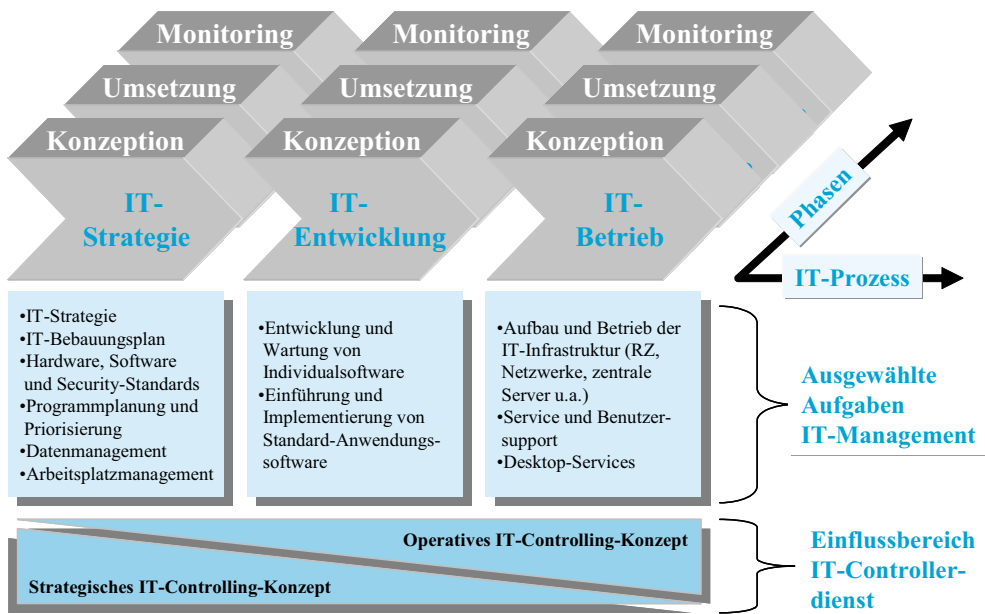 Monitoring
Monitoring
Monitoring
Umsetzung
Umsetzung
Umsetzung
Konzeption
Konzeption
Konzeption
IT-
Strategie
IT-
Entwicklung
IT-
Betrieb
Phasen
IT-Prozess
•IT-Strategie
•IT-Bebauungsplan
•Hardware, Software
und Security-Standards
•Programmplanung und
Priorisierung
•Datenmanagement
•Arbeitsplatzmanagement
•Entwicklung und
Wartung von
Individualsoftware
•Einführung und
Implementierung von
Standard-Anwendungs-
software
•Aufbau und Betrieb der
IT-Infrastruktur (RZ,
Netzwerke, zentrale
Server u.a.)
•Service und Benutzer-
support
•Desktop-Services
Ausgewählte
Aufgaben
IT-Management
Operatives IT-Controlling-Konzept
Strategisches IT-Controlling-Konzept
Einflussbereich
IT-Controller-
dienst